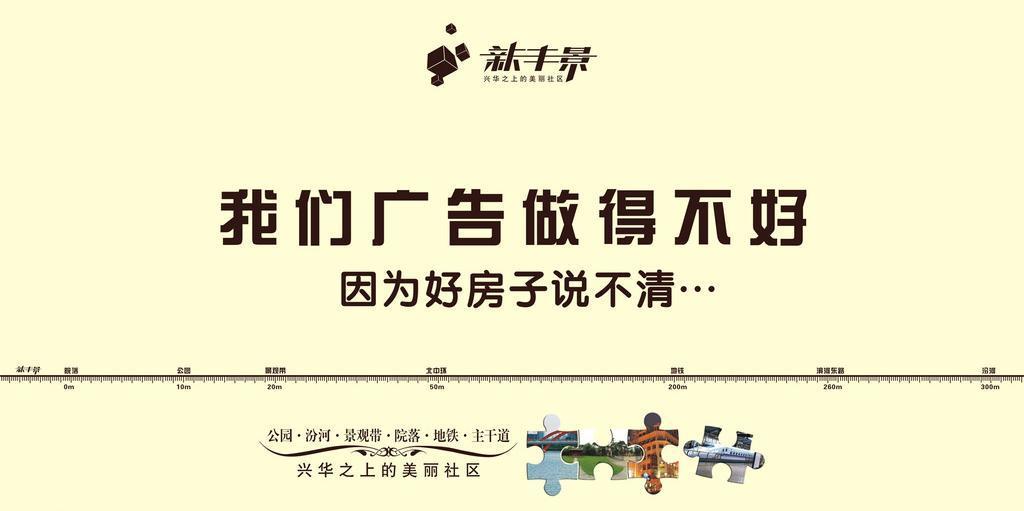 新丰景
兴华之上的美丽社区
我们广告做得不好
因为好房子说不清…
新丰景 院落 公园 景观带 北中环 地铁 滨河东路 汾河
0m 10m 20m 50m 200m 260m 300m
公园·汾河·景观带·院落·地铁·主干道
兴华之上的美丽社区